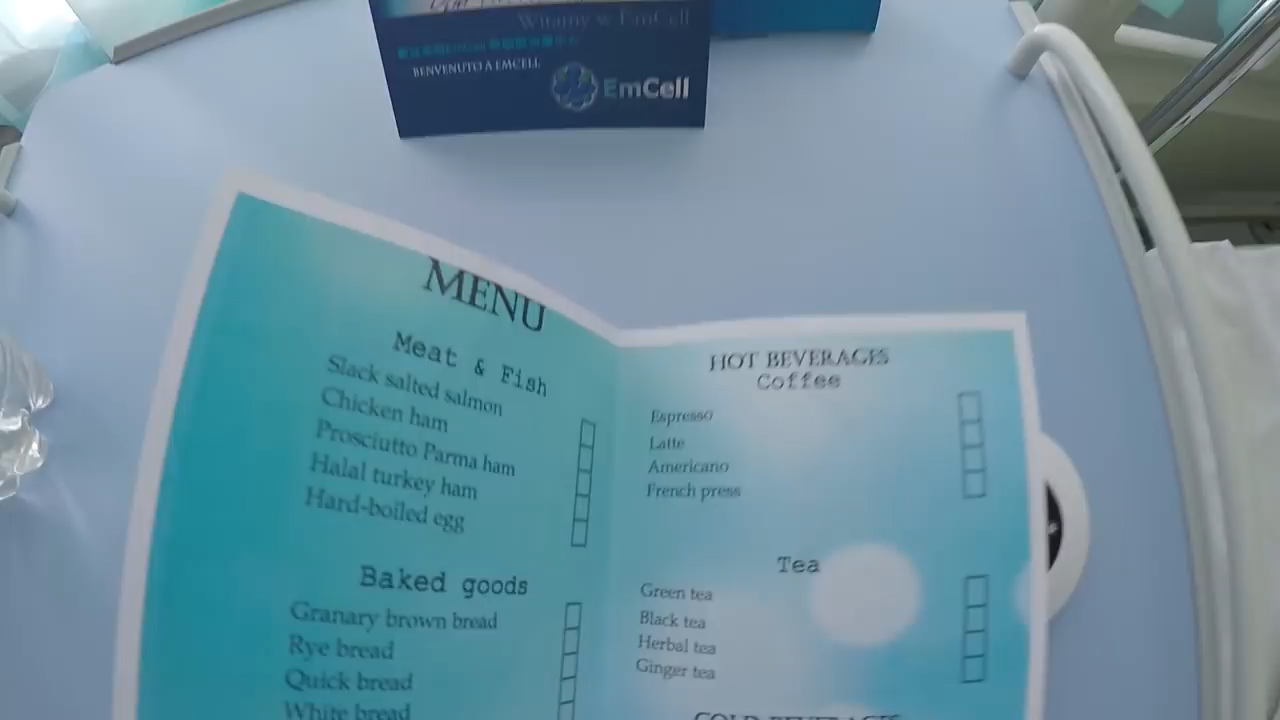 Witamy w EmCell
BENVENUTO A EMCELL
EmCell
MENU
Meat & Fish
Slack salted salmon
Chicken ham
Prosciutto Parma ham
Halal turkey ham
Hard-boiled egg
Baked goods
Granary brown bread
Rye bread
Quick bread
White bread
HOT BEVERAGES
Coffee
Espresso
Latte
Americano
French press
Tea
Green tea
Black tea
Herbal tea
Ginger tea
COLD BEVERAGES